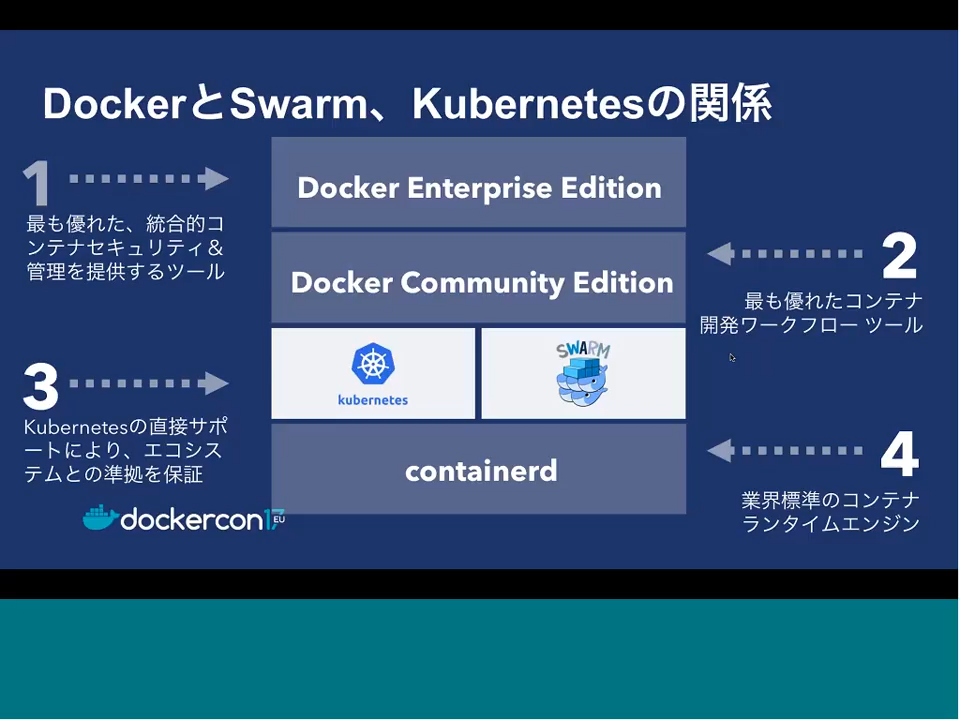 DockerとSwarm、Kubernetesの関係
1
最も優れた、統合的コ
ンテナセキュリティ＆
管理を提供するツール
Docker Enterprise Edition
Docker Community Edition
2
最も優れたコンテナ
開発ワークフロー ツール
kubernetes
SWARM
3
Kubernetesの直接サポ
ートにより、エコシス
テムとの準拠を保証
containerd
4
業界標準のコンテナ
ランタイムエンジン
dockercon17 EU